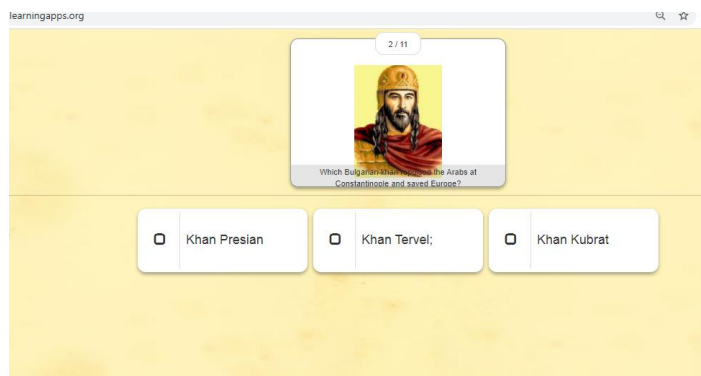 learningapps.org
2 / 11
Which Bulgarian khan repulsed the Arabs at
Constantinople and saved Europe?
Khan Presian
Khan Tervel;
Khan Kubrat